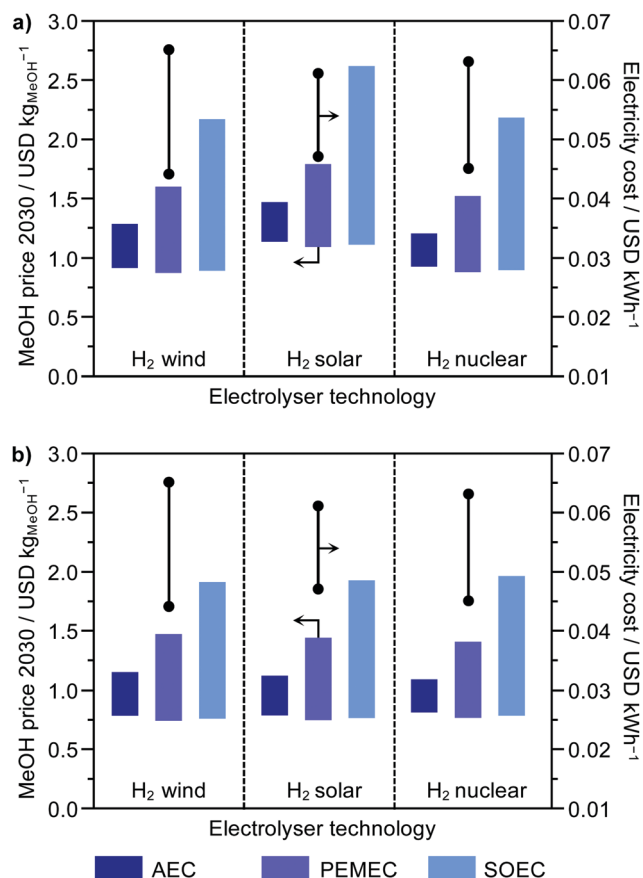 a)
3.0
2.5
2.0
1.5
1.0
0.5
0.0
MeOH price 2030 / USD kg_MeOH⁻¹
0.07
0.06
0.05
0.04
0.03
0.02
0.01
Electricity cost / USD kWh⁻¹
H₂ wind
H₂ solar
H₂ nuclear
Electrolyser technology
b)
3.0
2.5
2.0
1.5
1.0
0.5
0.0
MeOH price 2030 / USD kg_MeOH⁻¹
0.07
0.06
0.05
0.04
0.03
0.02
0.01
Electricity cost / USD kWh⁻¹
H₂ wind
H₂ solar
H₂ nuclear
Electrolyser technology
AEC
PEMEC
SOEC